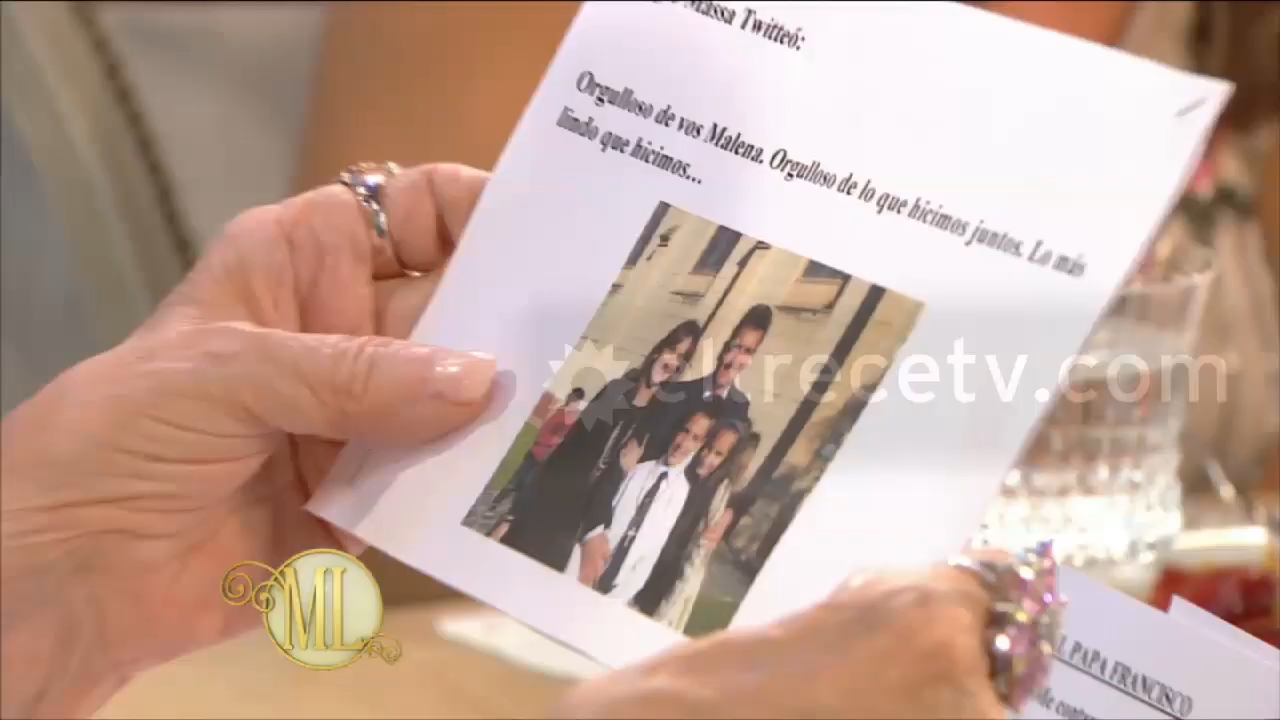 Massa Twitteó:
Orgulloso de vos Malena. Orgulloso de lo que hicimos juntos. Lo más
lindo que hicimos...
eltrecetv.com
ML
L PAPA FRANCISCO